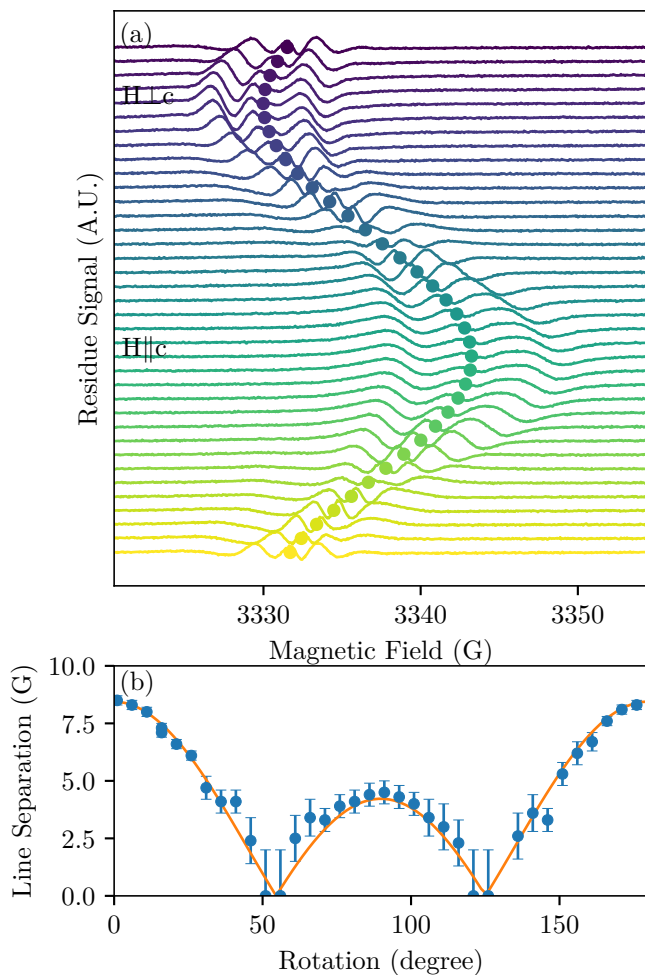 (a)
H⊥c
H∥c
Residue Signal (A.U.)
3330 3340 3350
Magnetic Field (G)
(b)
10.0
7.5
5.0
2.5
0.0
Line Separation (G)
0 50 100 150
Rotation (degree)